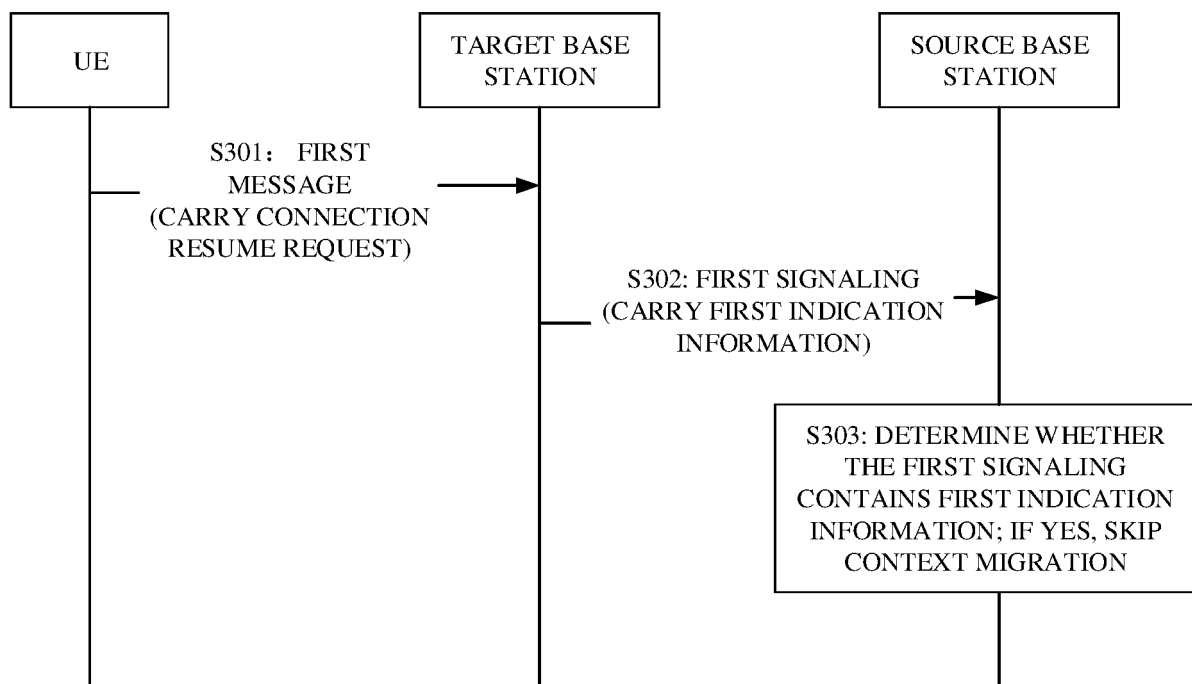 UE
TARGET BASE
STATION
SOURCE BASE
STATION
S301： FIRST
MESSAGE
(CARRY CONNECTION
RESUME REQUEST)
S302: FIRST SIGNALING
(CARRY FIRST INDICATION
INFORMATION)
S303: DETERMINE WHETHER
THE FIRST SIGNALING
CONTAINS FIRST INDICATION
INFORMATION; IF YES, SKIP
CONTEXT MIGRATION